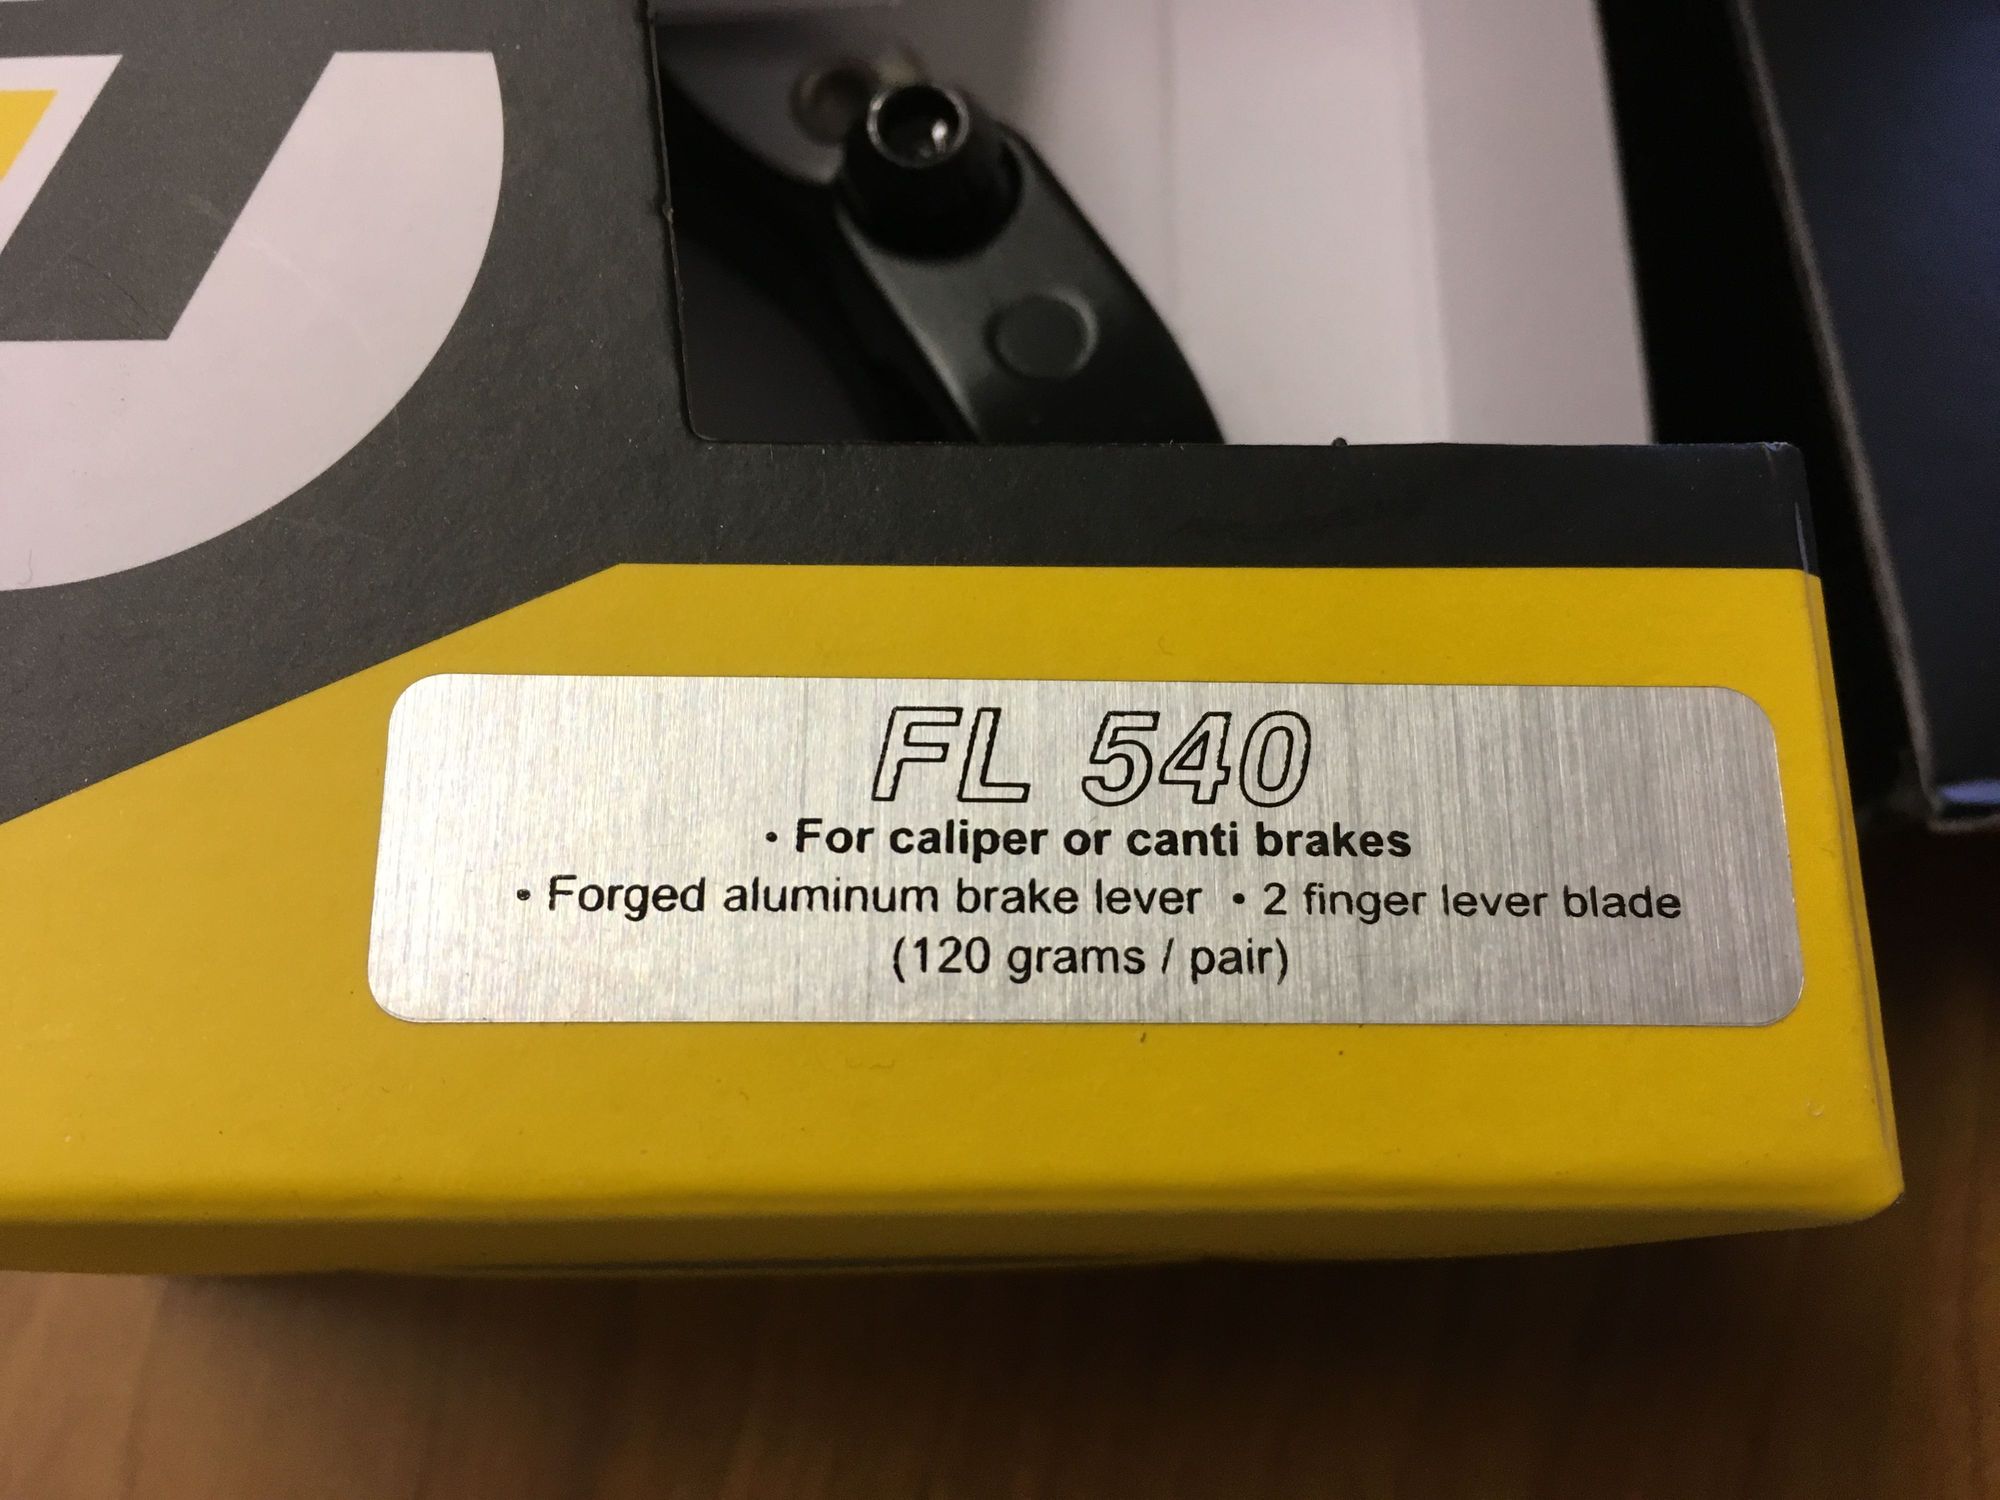 FL 540
• For caliper or canti brakes
• Forged aluminum brake lever • 2 finger lever blade
(120 grams / pair)